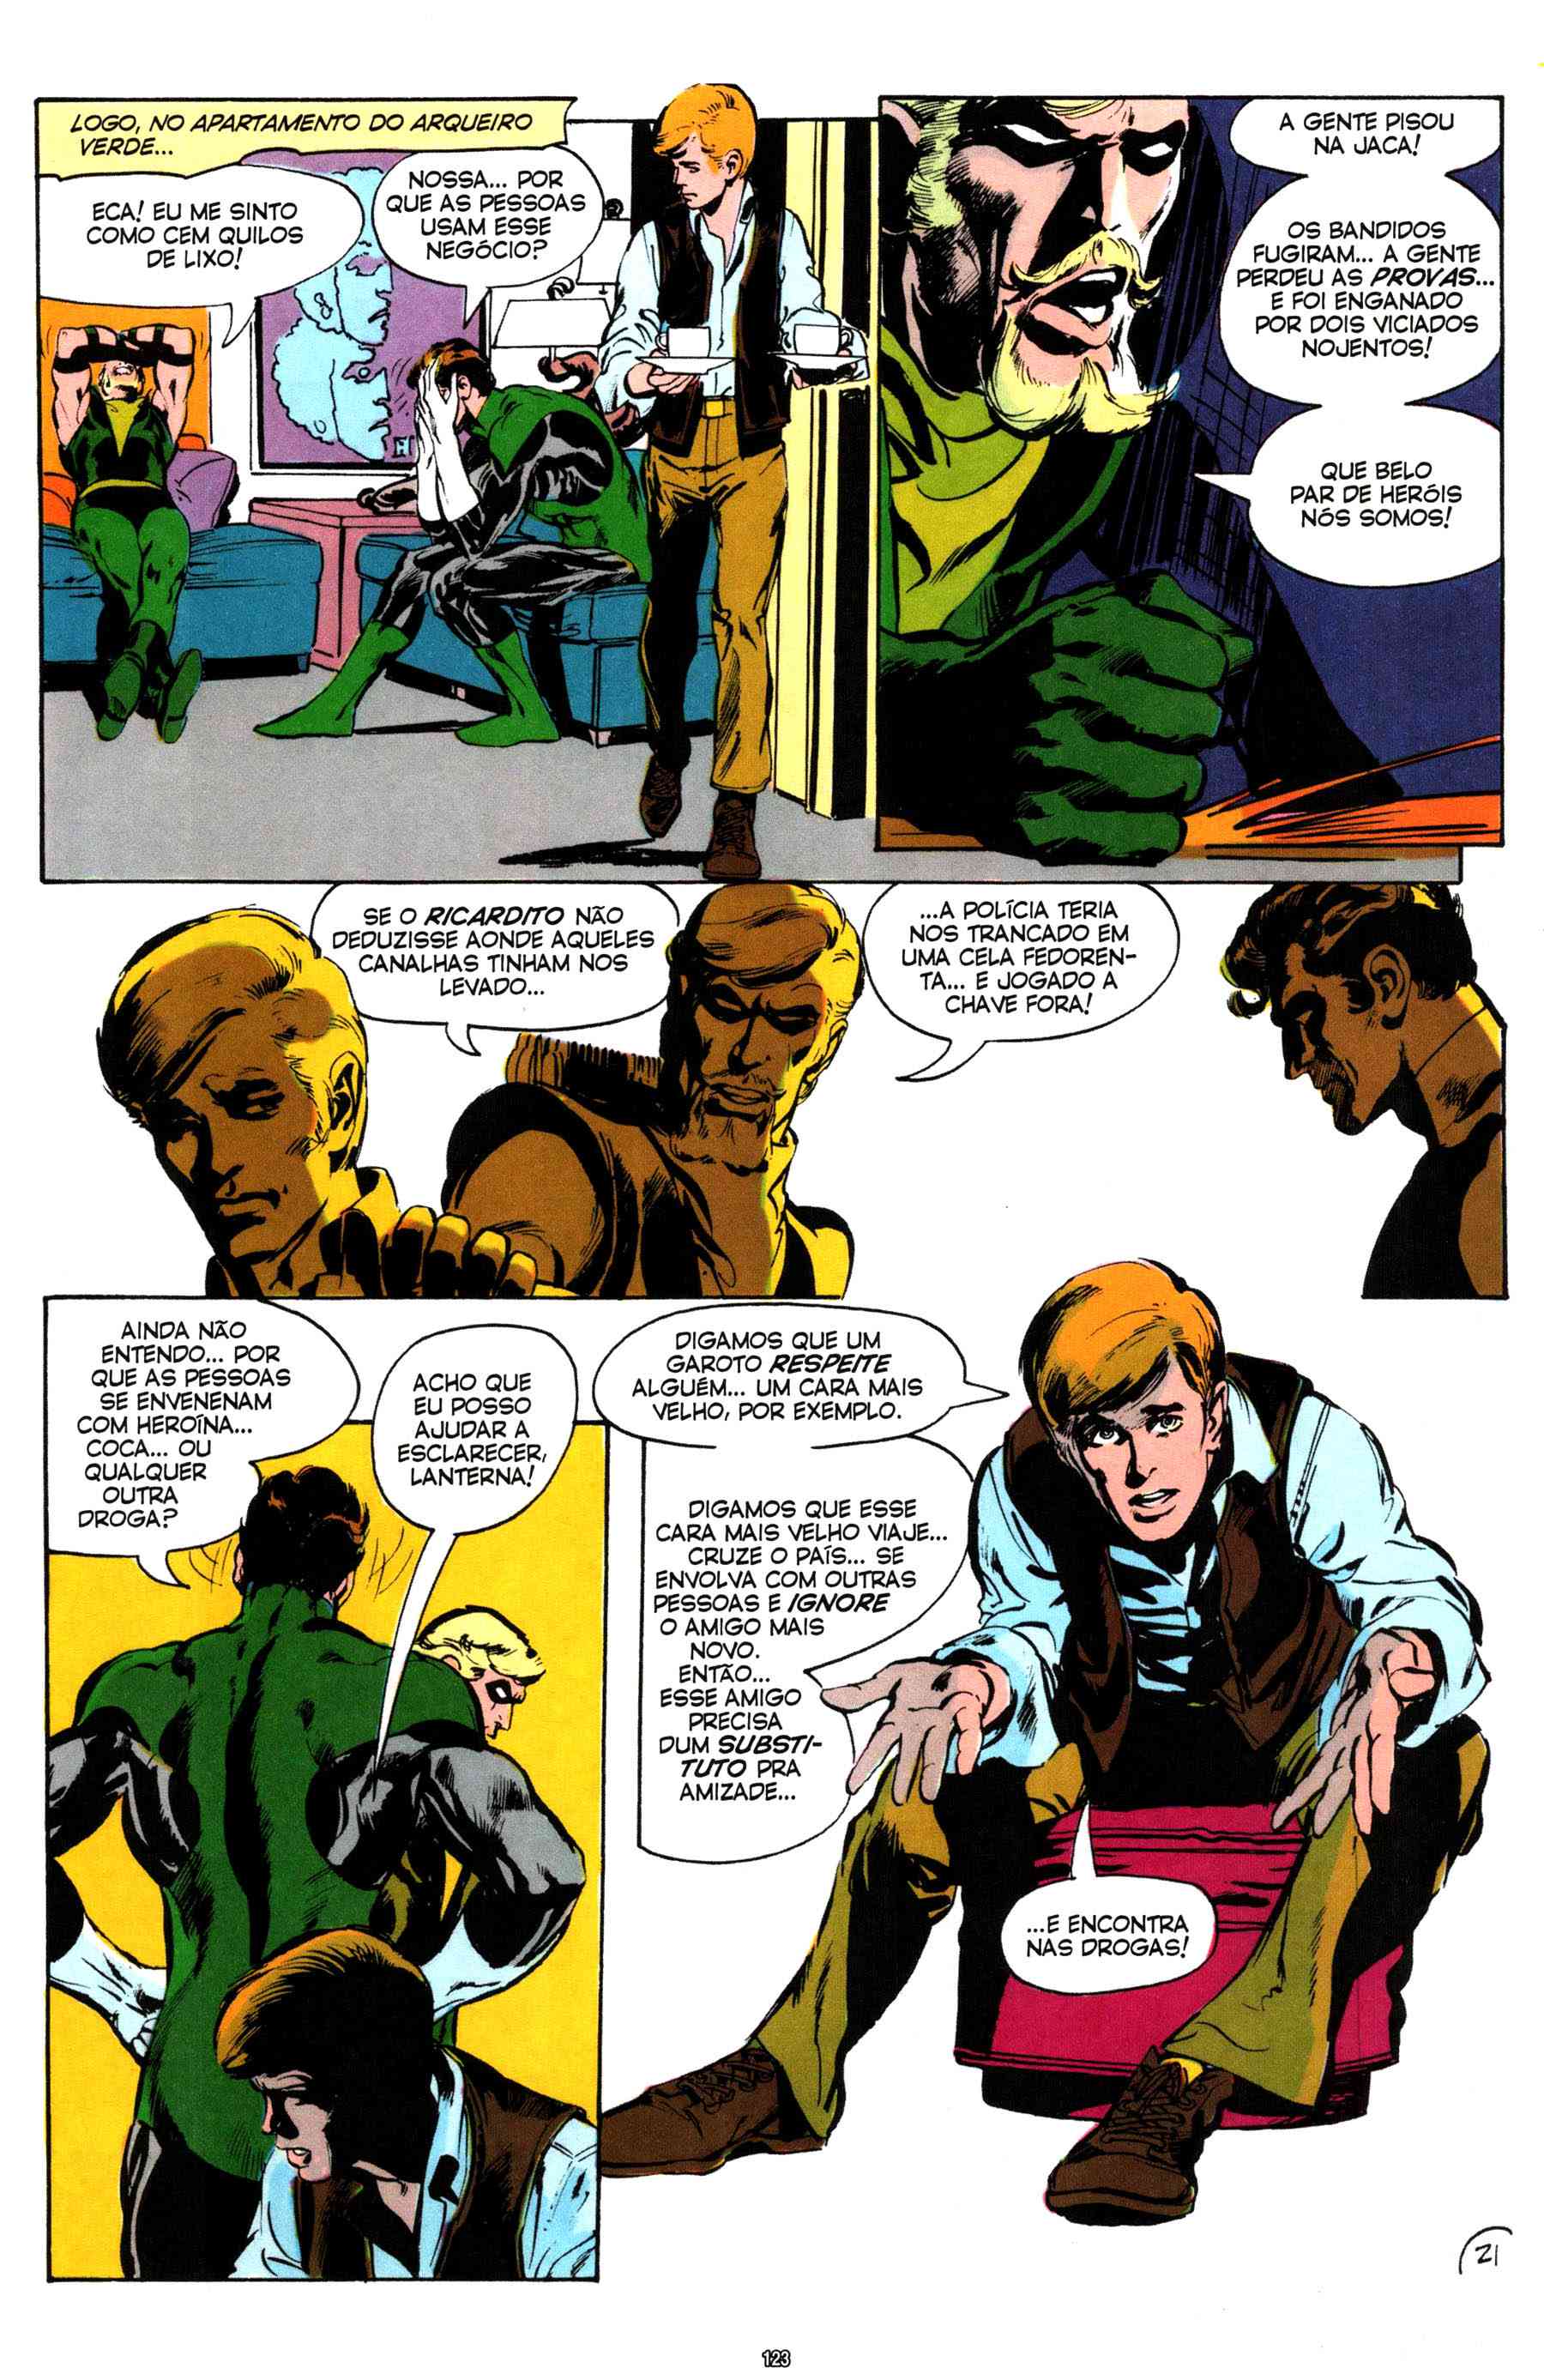 LOGO, NO APARTAMENTO DO ARQUEIRO
VERDE...
ECA! EU ME SINTO
COMO CEM QUILOS
DE LIXO!
NOSSA... POR
QUE AS PESSOAS
USAM ESSE
NEGÓCIO?
A GENTE PISOU
NA JACA!
OS BANDIDOS
FUGIRAM... A GENTE
PERDEU AS PROVAS...
E FOI ENGANADO
POR DOIS VICIADOS
NOJENTOS!
QUE BELO
PAR DE HERÓIS
NÓS SOMOS!
SE O RICARDITO NÃO
DEDUZISSE AONDE AQUELES
CANALHAS TINHAM NOS
LEVADO...
...A POLÍCIA TERIA
NOS TRANCADO EM
UMA CELA FEDOREN-
TA... E JOGADO A
CHAVE FORA!
AINDA NÃO
ENTENDO... POR
QUE AS PESSOAS
SE ENVENENAM
COM HEROÍNA...
COCA... OU
QUALQUER
OUTRA
DROGA?
ACHO QUE
EU POSSO
AJUDAR A
ESCLARECER,
LANTERNA!
DIGAMOS QUE UM
GAROTO RESPEITE
ALGUÉM... UM CARA MAIS
VELHO, POR EXEMPLO.
DIGAMOS QUE ESSE
CARA MAIS VELHO VIAJE...
CRUZE O PAÍS... SE
ENVOLVA COM OUTRAS
PESSOAS E IGNORE
O AMIGO MAIS
NOVO.
ENTÃO...
ESSE AMIGO
PRECISA
DUM SUBSTI-
TUTO PRA
AMIZADE...
...E ENCONTRA
NAS DROGAS!
21
123